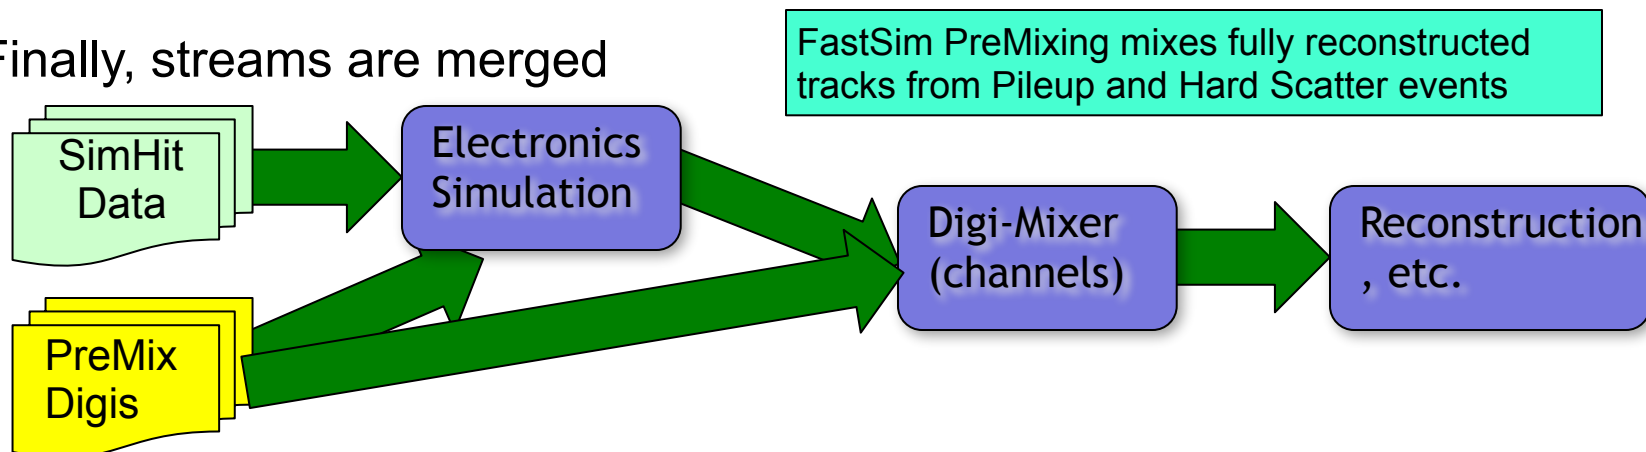 Finally, streams are merged
FastSim PreMixing mixes fully reconstructed
tracks from Pileup and Hard Scatter events
SimHit
Data
Electronics
Simulation
Digi-Mixer
(channels)
Reconstruction
, etc.
PreMix
Digis